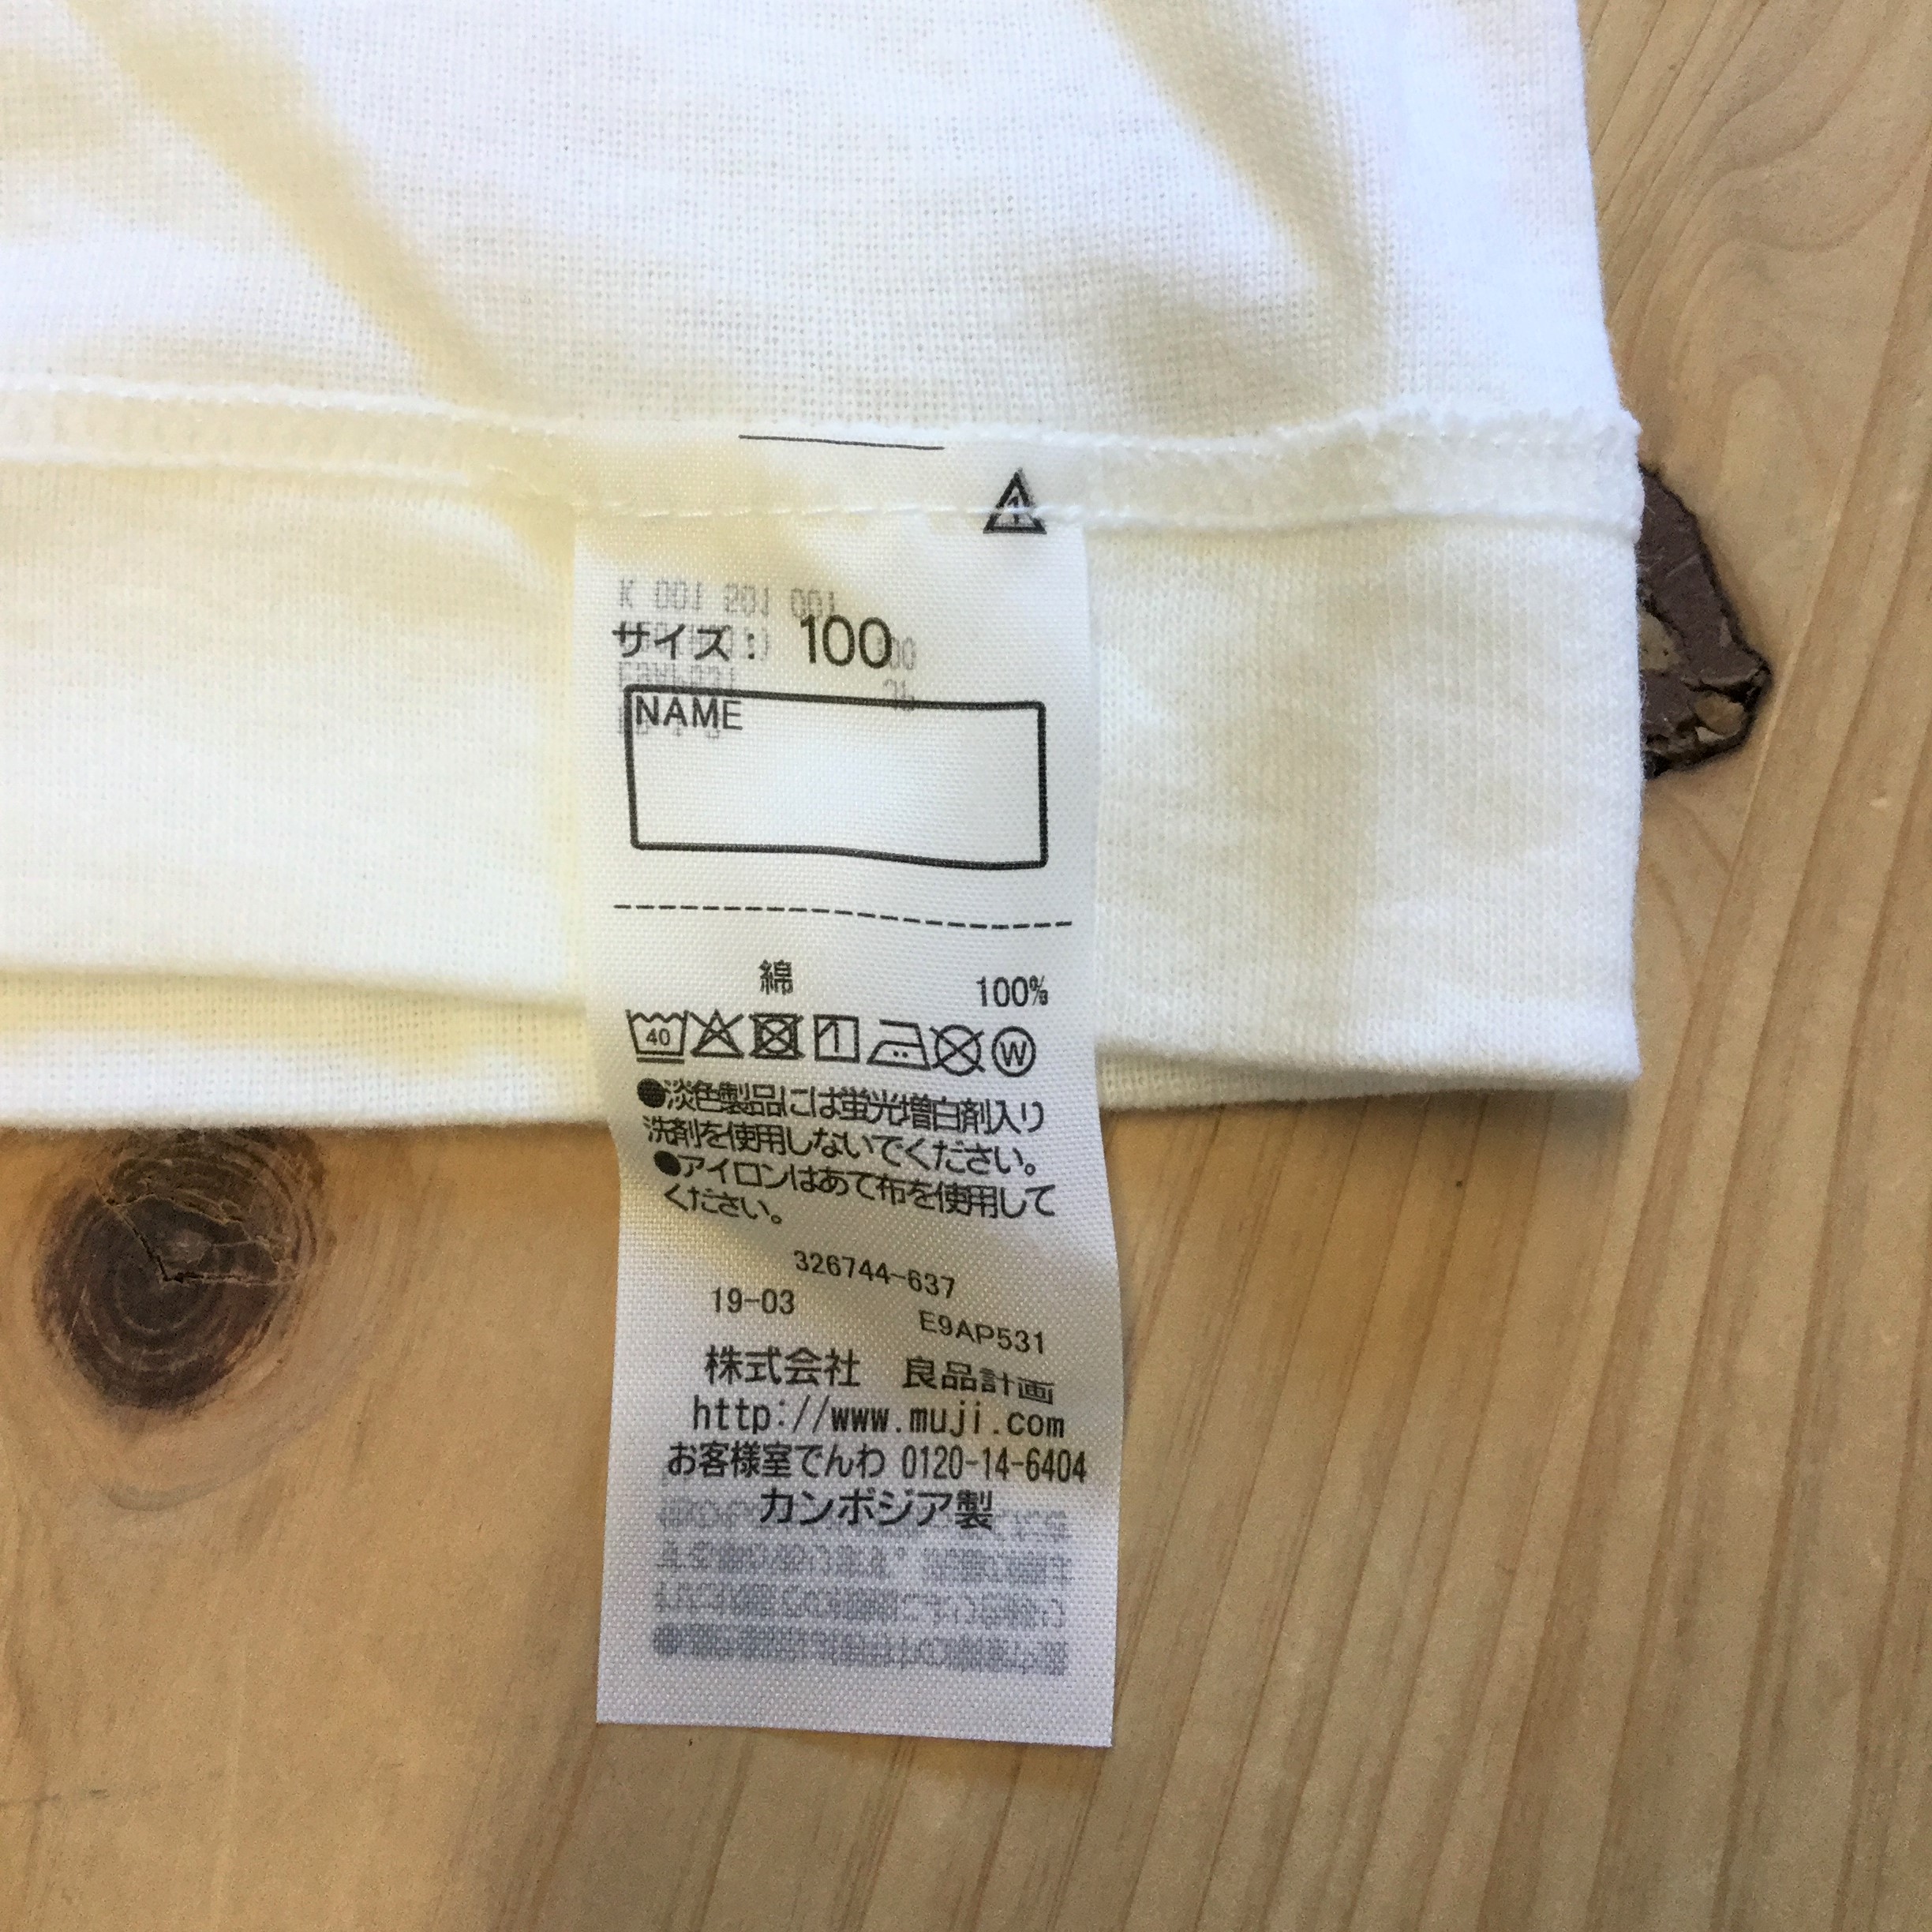 サイズ: 100
NAME
綿 100%
40 W
●淡色製品には蛍光増白剤入り
洗剤を使用しないでください。
●アイロンはあて布を使用して
ください。
326744-637
19-03
E9AP531
株式会社 良品計画
http://www.muji.com
お客様室でんわ 0120-14-6404
カンボジア製